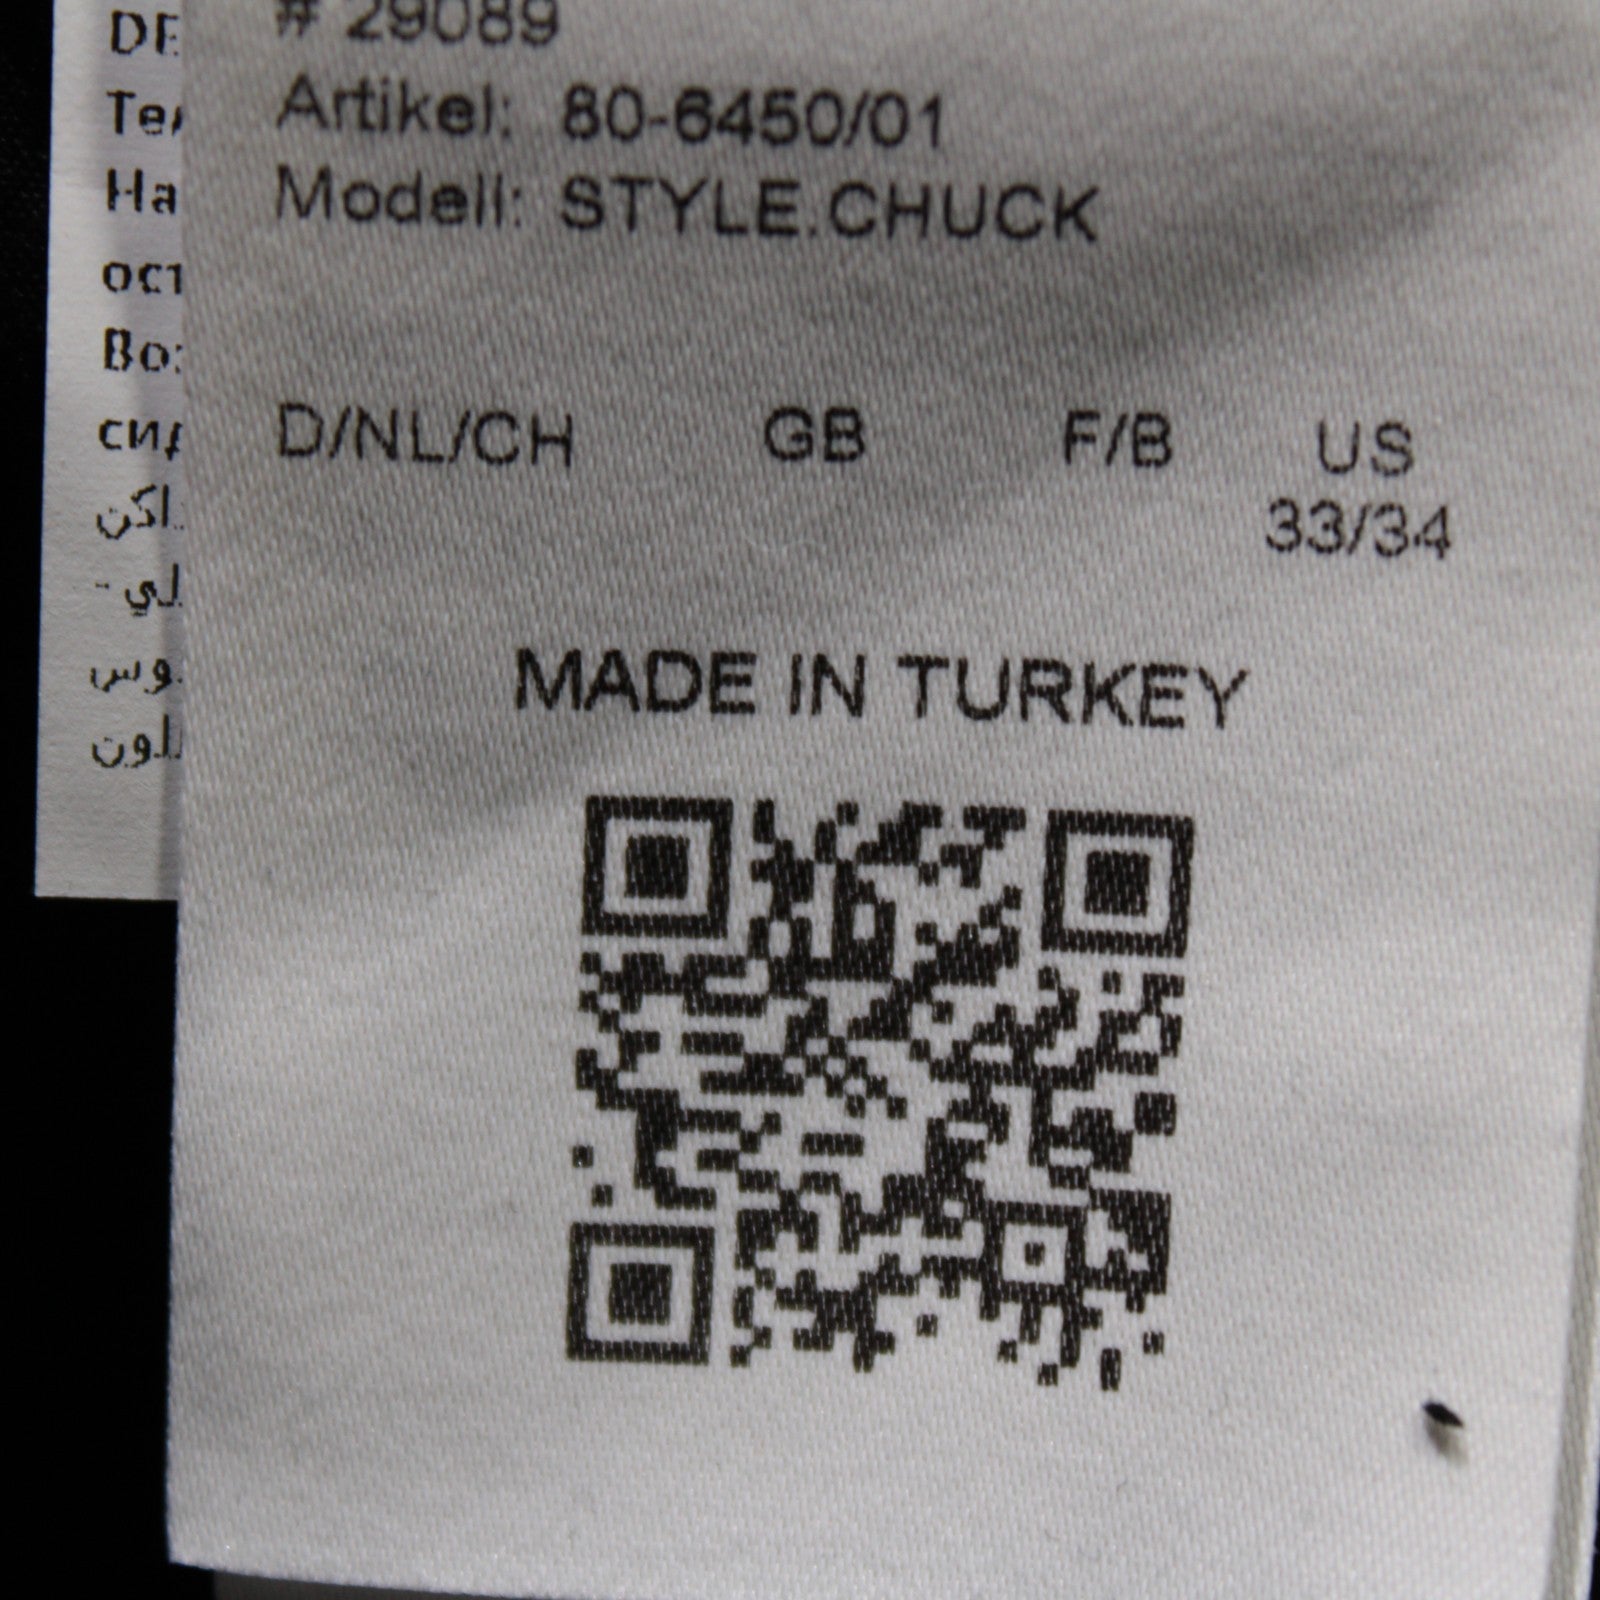 # 29089
Artikel: 80-6450/01
Modell: STYLE.CHUCK
D/NL/CH GB F/B US
33/34
MADE IN TURKEY